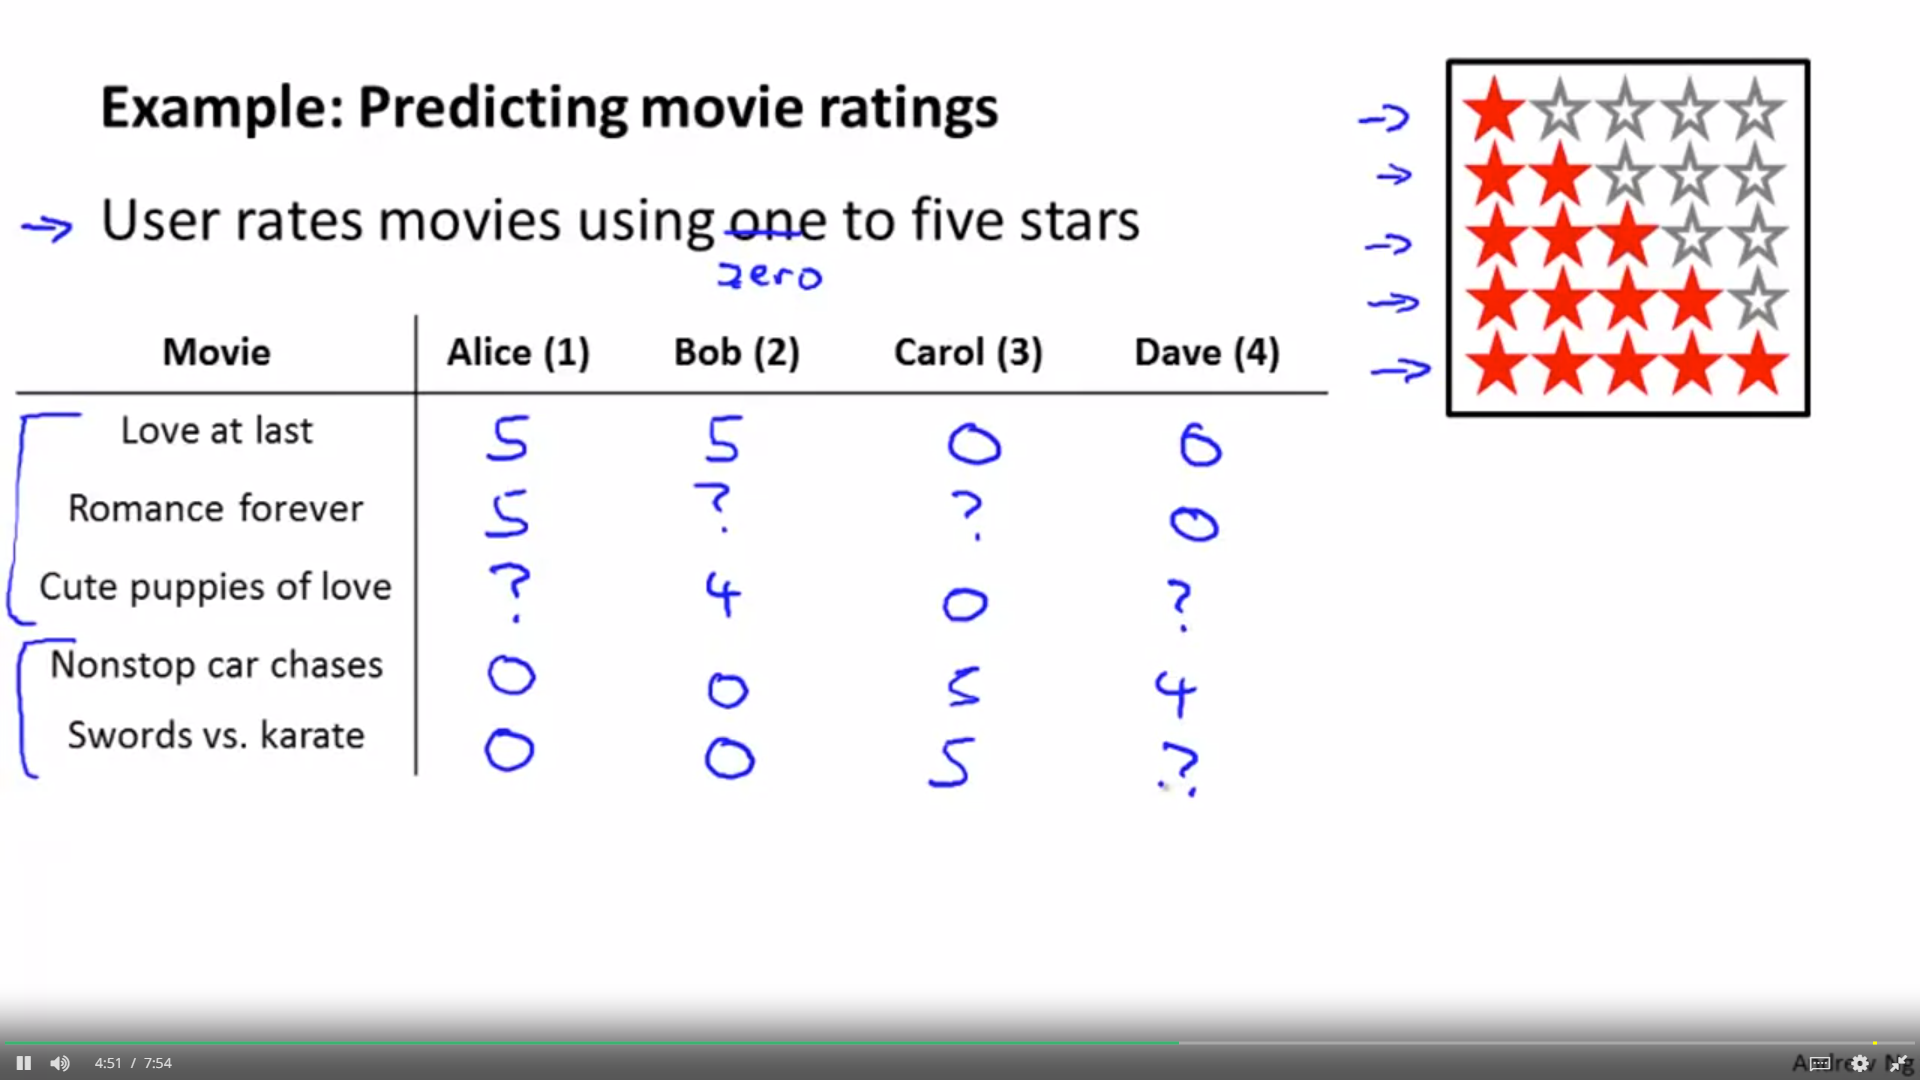 Example: Predicting movie ratings
→ User rates movies using one to five stars
zero
Movie Alice (1) Bob (2) Carol (3) Dave (4)
Love at last 5 5 0 0
Romance forever 5 ? ? 0
Cute puppies of love ? 4 0 ?
Nonstop car chases 0 0 5 4
Swords vs. karate 0 0 5 ?
4:51 / 7:54
Andrew Ng